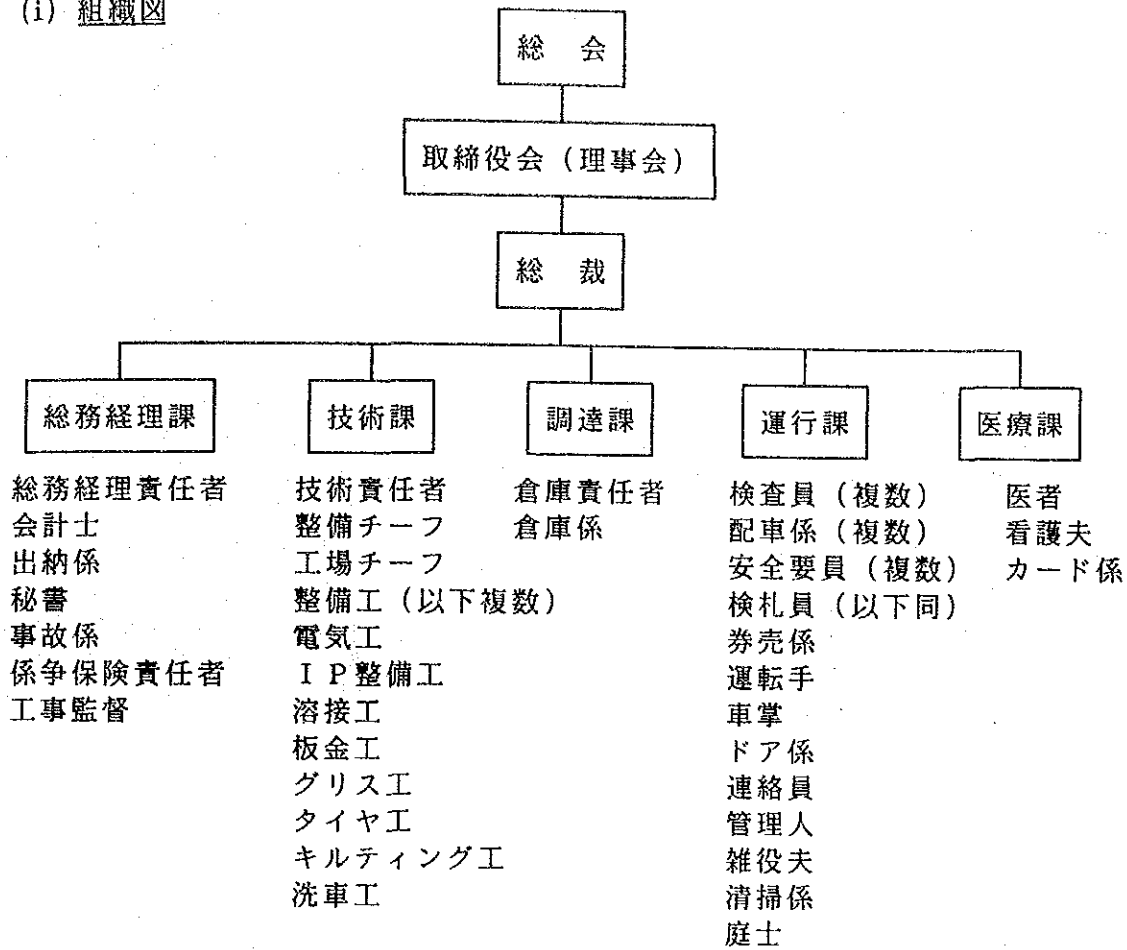 (i) 組織図
総　会
取締役会（理事会）
総　裁
総務経理課
技術課
調達課
運行課
医療課
総務経理責任者
会計士
出納係
秘書
事故係
係争保険責任者
工事監督
技術責任者
整備チーフ
工場チーフ
整備工（以下複数）
電気工
ＩＰ整備工
溶接工
板金工
グリス工
タイヤ工
キルティング工
洗車工
倉庫責任者
倉庫係
検査員（複数）
配車係（複数）
安全要員（複数）
検札員（以下同）
券売係
運転手
車掌
ドア係
連絡員
管理人
雑役夫
清掃係
庭士
医者
看護夫
カード係